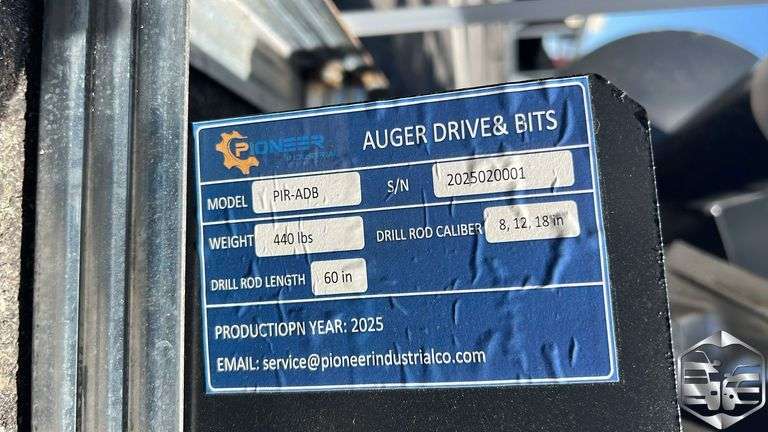 PIONEER
AUGER DRIVE& BITS
MODEL PIR-ADB S/N 2025020001
WEIGHT 440 lbs DRILL ROD CALIBER 8, 12, 18 in
DRILL ROD LENGTH 60 in
PRODUCTIOPN YEAR: 2025
EMAIL: service@pioneerindustrialco.com